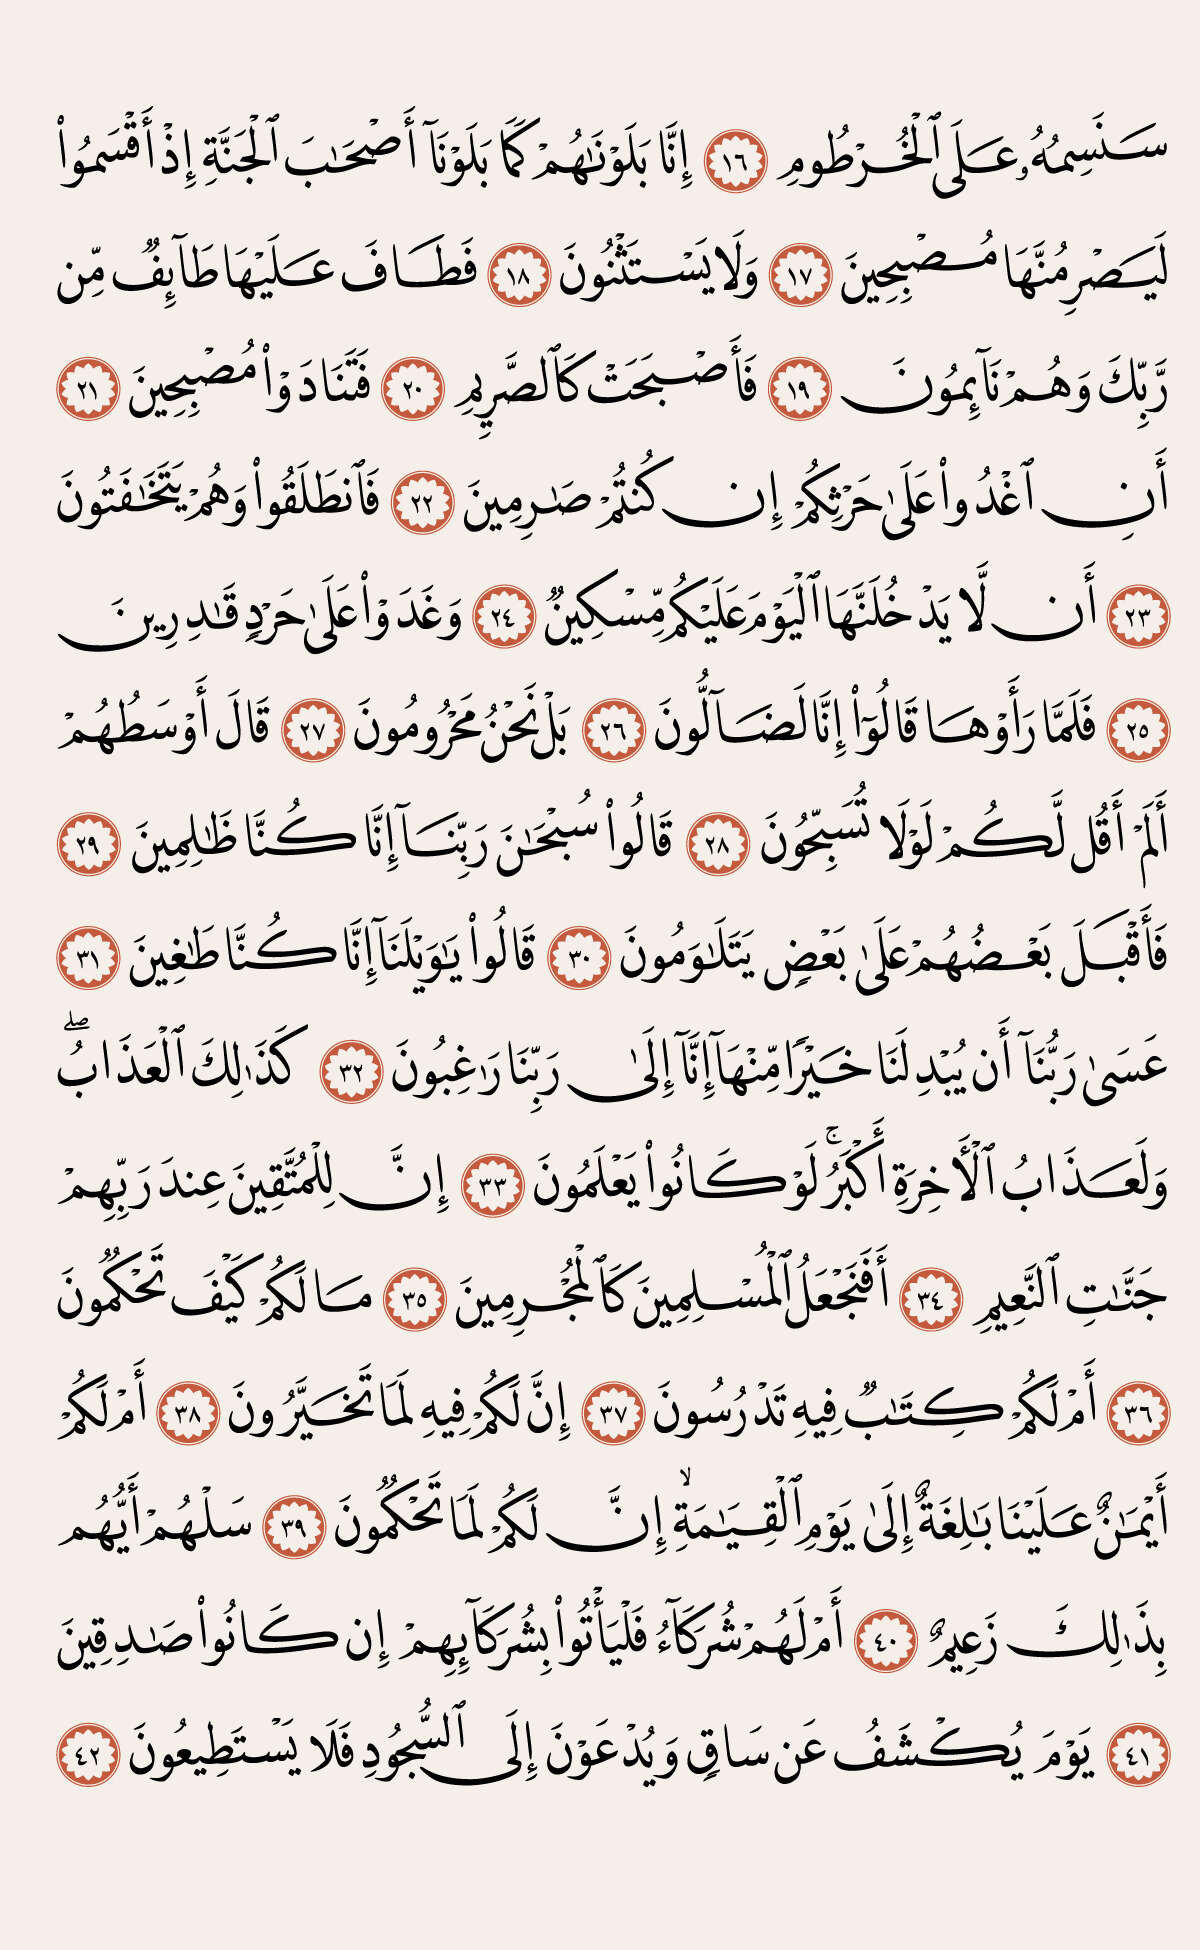 سَنَسِمُهُۥ عَلَى ٱلْخُرْطُومِ ١٦ إِنَّا بَلَوْنَٰهُمْ كَمَا بَلَوْنَآ أَصْحَٰبَ ٱلْجَنَّةِ إِذْ أَقْسَمُوا۟
لَيَصْرِمُنَّهَا مُصْبِحِينَ ١٧ وَلَا يَسْتَثْنُونَ ١٨ فَطَافَ عَلَيْهَا طَآئِفٌ مِّن
رَّبِّكَ وَهُمْ نَآئِمُونَ ١٩ فَأَصْبَحَتْ كَٱلصَّرِيمِ ٢٠ فَتَنَادَوْا۟ مُصْبِحِينَ ٢١
أَنِ ٱغْدُوا۟ عَلَىٰ حَرْثِكُمْ إِن كُنتُمْ صَٰرِمِينَ ٢٢ فَٱنطَلَقُوا۟ وَهُمْ يَتَخَٰفَتُونَ
٢٣ أَن لَّا يَدْخُلَنَّهَا ٱلْيَوْمَ عَلَيْكُم مِّسْكِينٌ ٢٤ وَغَدَوْا۟ عَلَىٰ حَرْدٍ قَٰدِرِينَ
٢٥ فَلَمَّا رَأَوْهَا قَالُوٓا۟ إِنَّا لَضَآلُّونَ ٢٦ بَلْ نَحْنُ مَحْرُومُونَ ٢٧ قَالَ أَوْسَطُهُمْ
أَلَمْ أَقُل لَّكُمْ لَوْلَا تُسَبِّحُونَ ٢٨ قَالُوا۟ سُبْحَٰنَ رَبِّنَآ إِنَّا كُنَّا ظَٰلِمِينَ ٢٩
فَأَقْبَلَ بَعْضُهُمْ عَلَىٰ بَعْضٍ يَتَلَٰوَمُونَ ٣٠ قَالُوا۟ يَٰوَيْلَنَآ إِنَّا كُنَّا طَٰغِينَ ٣١
عَسَىٰ رَبُّنَآ أَن يُبْدِلَنَا خَيْرًا مِّنْهَآ إِنَّآ إِلَىٰ رَبِّنَا رَٰغِبُونَ ٣٢ كَذَٰلِكَ ٱلْعَذَابُ ۖ
وَلَعَذَابُ ٱلْأَخِرَةِ أَكْبَرُ ۚ لَوْ كَانُوا۟ يَعْلَمُونَ ٣٣ إِنَّ لِلْمُتَّقِينَ عِندَ رَبِّهِمْ
جَنَّٰتِ ٱلنَّعِيمِ ٣٤ أَفَنَجْعَلُ ٱلْمُسْلِمِينَ كَٱلْمُجْرِمِينَ ٣٥ مَا لَكُمْ كَيْفَ تَحْكُمُونَ
٣٦ أَمْ لَكُمْ كِتَٰبٌ فِيهِ تَدْرُسُونَ ٣٧ إِنَّ لَكُمْ فِيهِ لَمَا تَخَيَّرُونَ ٣٨ أَمْ لَكُمْ
أَيْمَٰنٌ عَلَيْنَا بَٰلِغَةٌ إِلَىٰ يَوْمِ ٱلْقِيَٰمَةِ ۙ إِنَّ لَكُمْ لَمَا تَحْكُمُونَ ٣٩ سَلْهُمْ أَيُّهُم
بِذَٰلِكَ زَعِيمٌ ٤٠ أَمْ لَهُمْ شُرَكَآءُ فَلْيَأْتُوا۟ بِشُرَكَآئِهِمْ إِن كَانُوا۟ صَٰدِقِينَ
٤١ يَوْمَ يُكْشَفُ عَن سَاقٍ وَيُدْعَوْنَ إِلَى ٱلسُّجُودِ فَلَا يَسْتَطِيعُونَ ٤٢